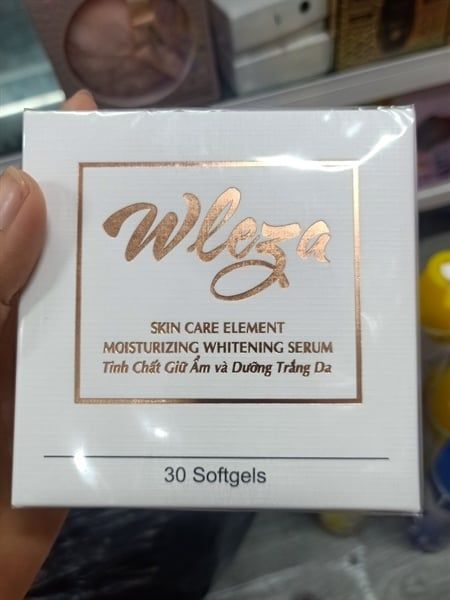 Wleza
SKIN CARE ELEMENT
MOISTURIZING WHITENING SERUM
Tinh Chất Giữ Ẩm và Dưỡng Trắng Da
30 Softgels